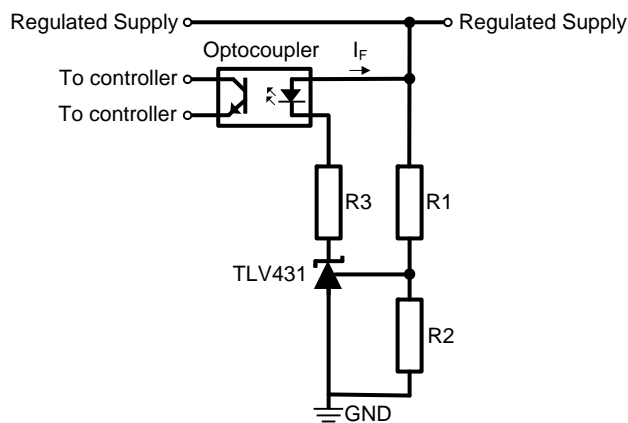 Regulated Supply
Regulated Supply
Optocoupler
IF
To controller
To controller
R3
R1
TLV431
R2
GND